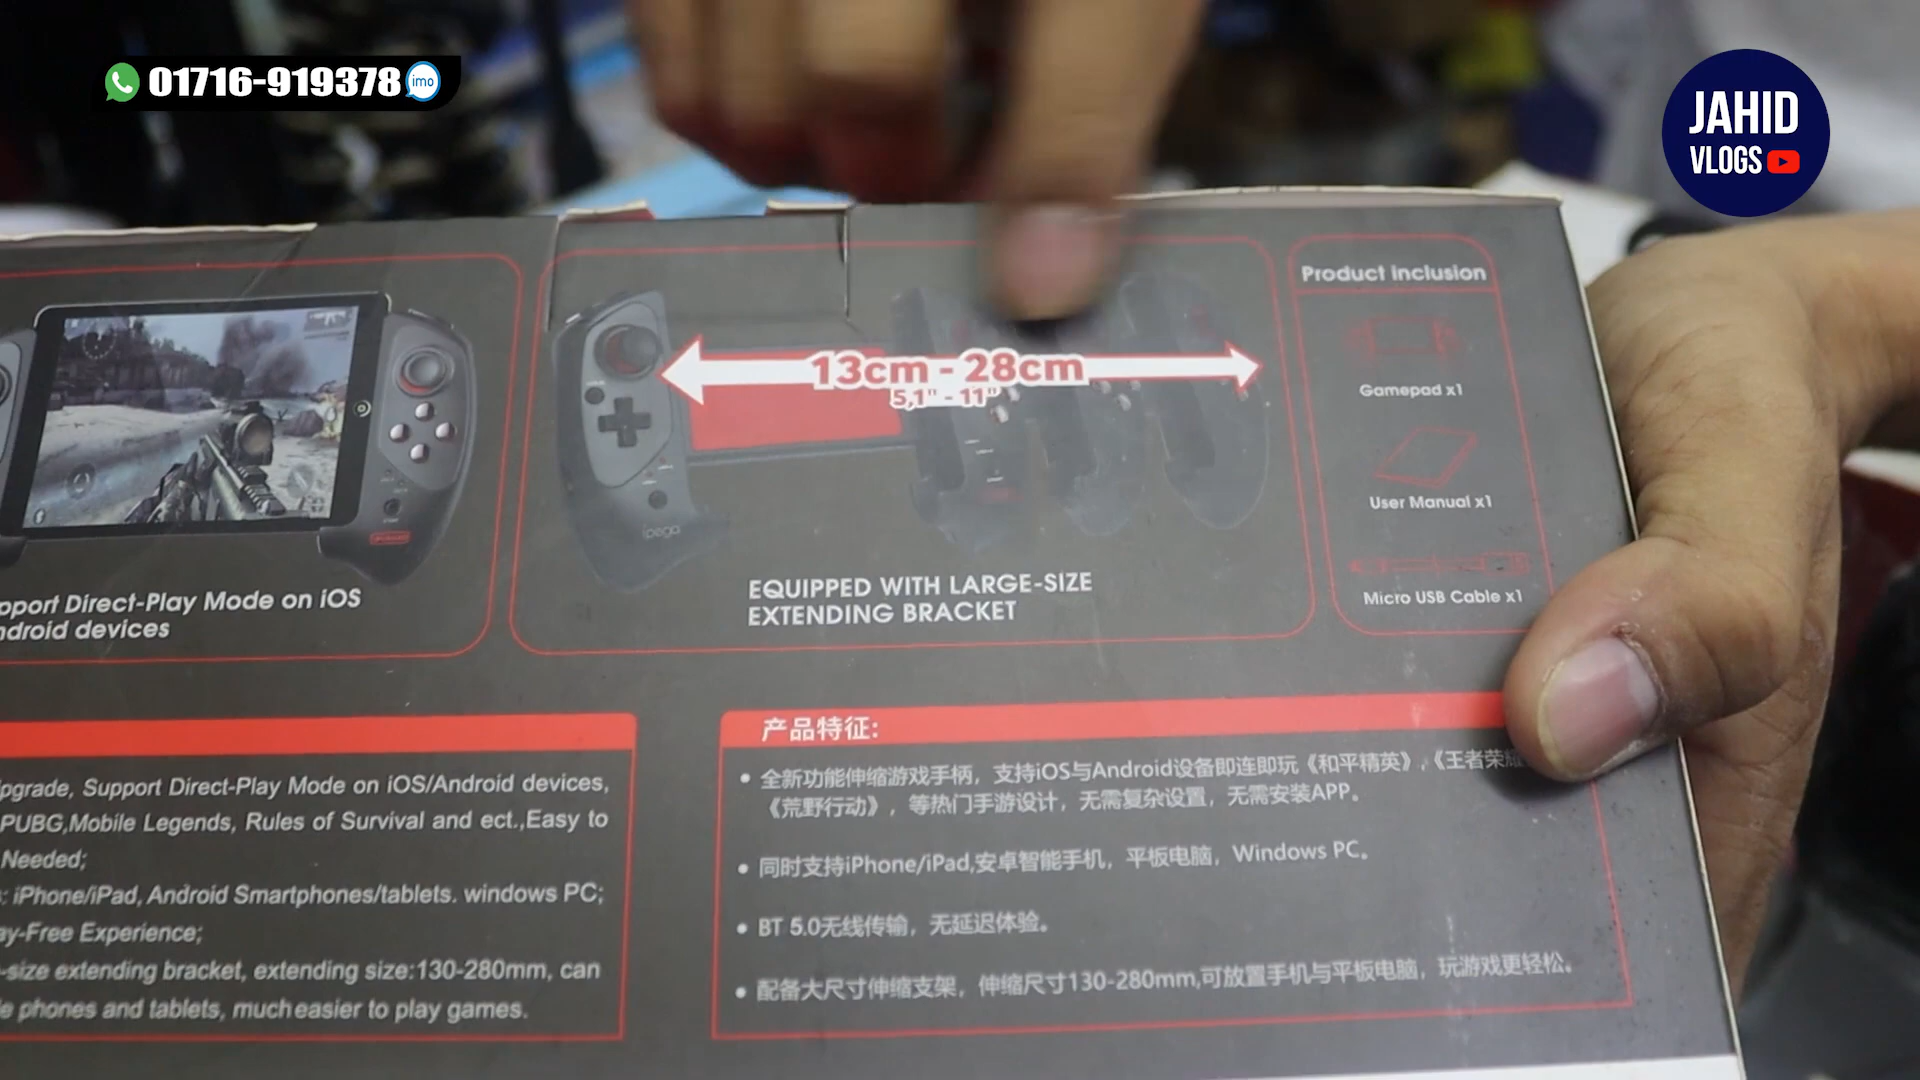 01716-919378 imo
JAHID
VLOGS
Product inclusion
13cm - 28cm
5,1" - 11"
Gamepad x1
User Manual x1
Micro USB Cable x1
ipega
EQUIPPED WITH LARGE-SIZE
EXTENDING BRACKET
Direct-Play Mode on iOS
devices
Support Direct-Play Mode on iOS/Android devices,
PUBG,Mobile Legends, Rules of Survival and ect.,Easy to
Needed;
iPhone/iPad, Android Smartphones/tablets. windows PC;
Experience;
extending bracket, extending size:130-280mm, can
phones and tablets, much easier to play games.
产品特征:
• 全新功能伸缩游戏手柄，支持iOS与Android设备即连即玩《和平精英》,《王者荣耀
《荒野行动》，等热门手游设计，无需复杂设置，无需安装APP。
• 同时支持iPhone/iPad,安卓智能手机，平板电脑，Windows PC。
• BT 5.0无线传输，无延迟体验。
• 配备大尺寸伸缩支架，伸缩尺寸130-280mm,可放置手机与平板电脑，玩游戏更轻松。